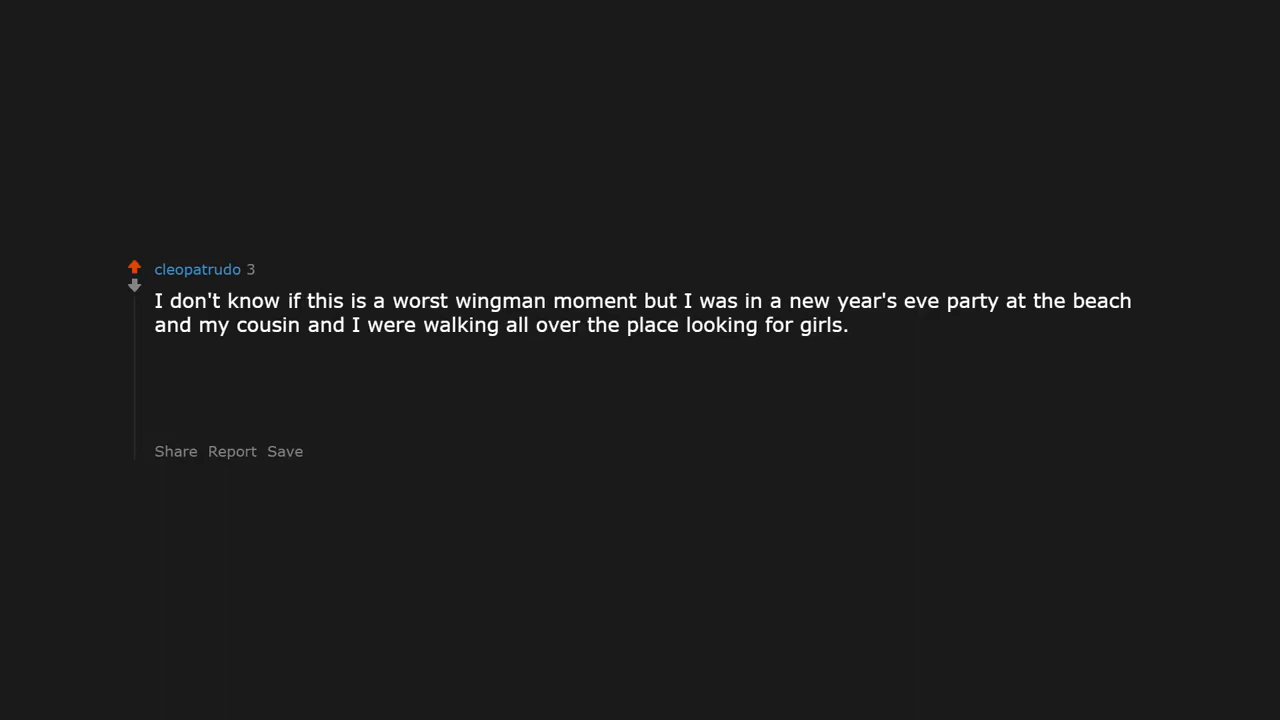 cleopatrudo 3
I don't know if this is a worst wingman moment but I was in a new year's eve party at the beach
and my cousin and I were walking all over the place looking for girls.
Share Report Save